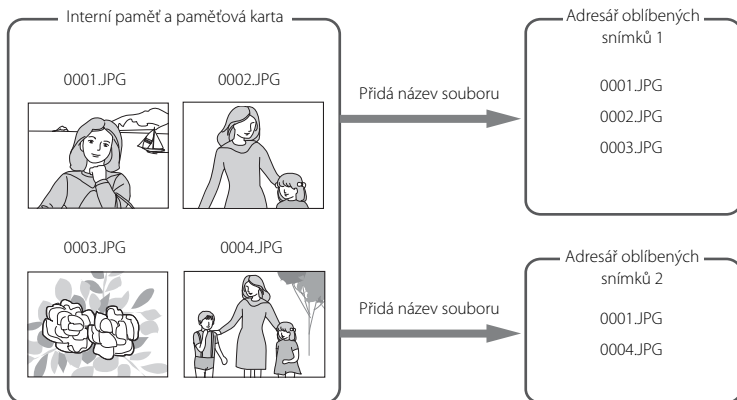 Interní paměť a paměťová karta
0001.JPG
0002.JPG
0003.JPG
0004.JPG
Přidá název souboru
Adresář oblíbených
snímků 1
0001.JPG
0002.JPG
0003.JPG
Přidá název souboru
Adresář oblíbených
snímků 2
0001.JPG
0004.JPG